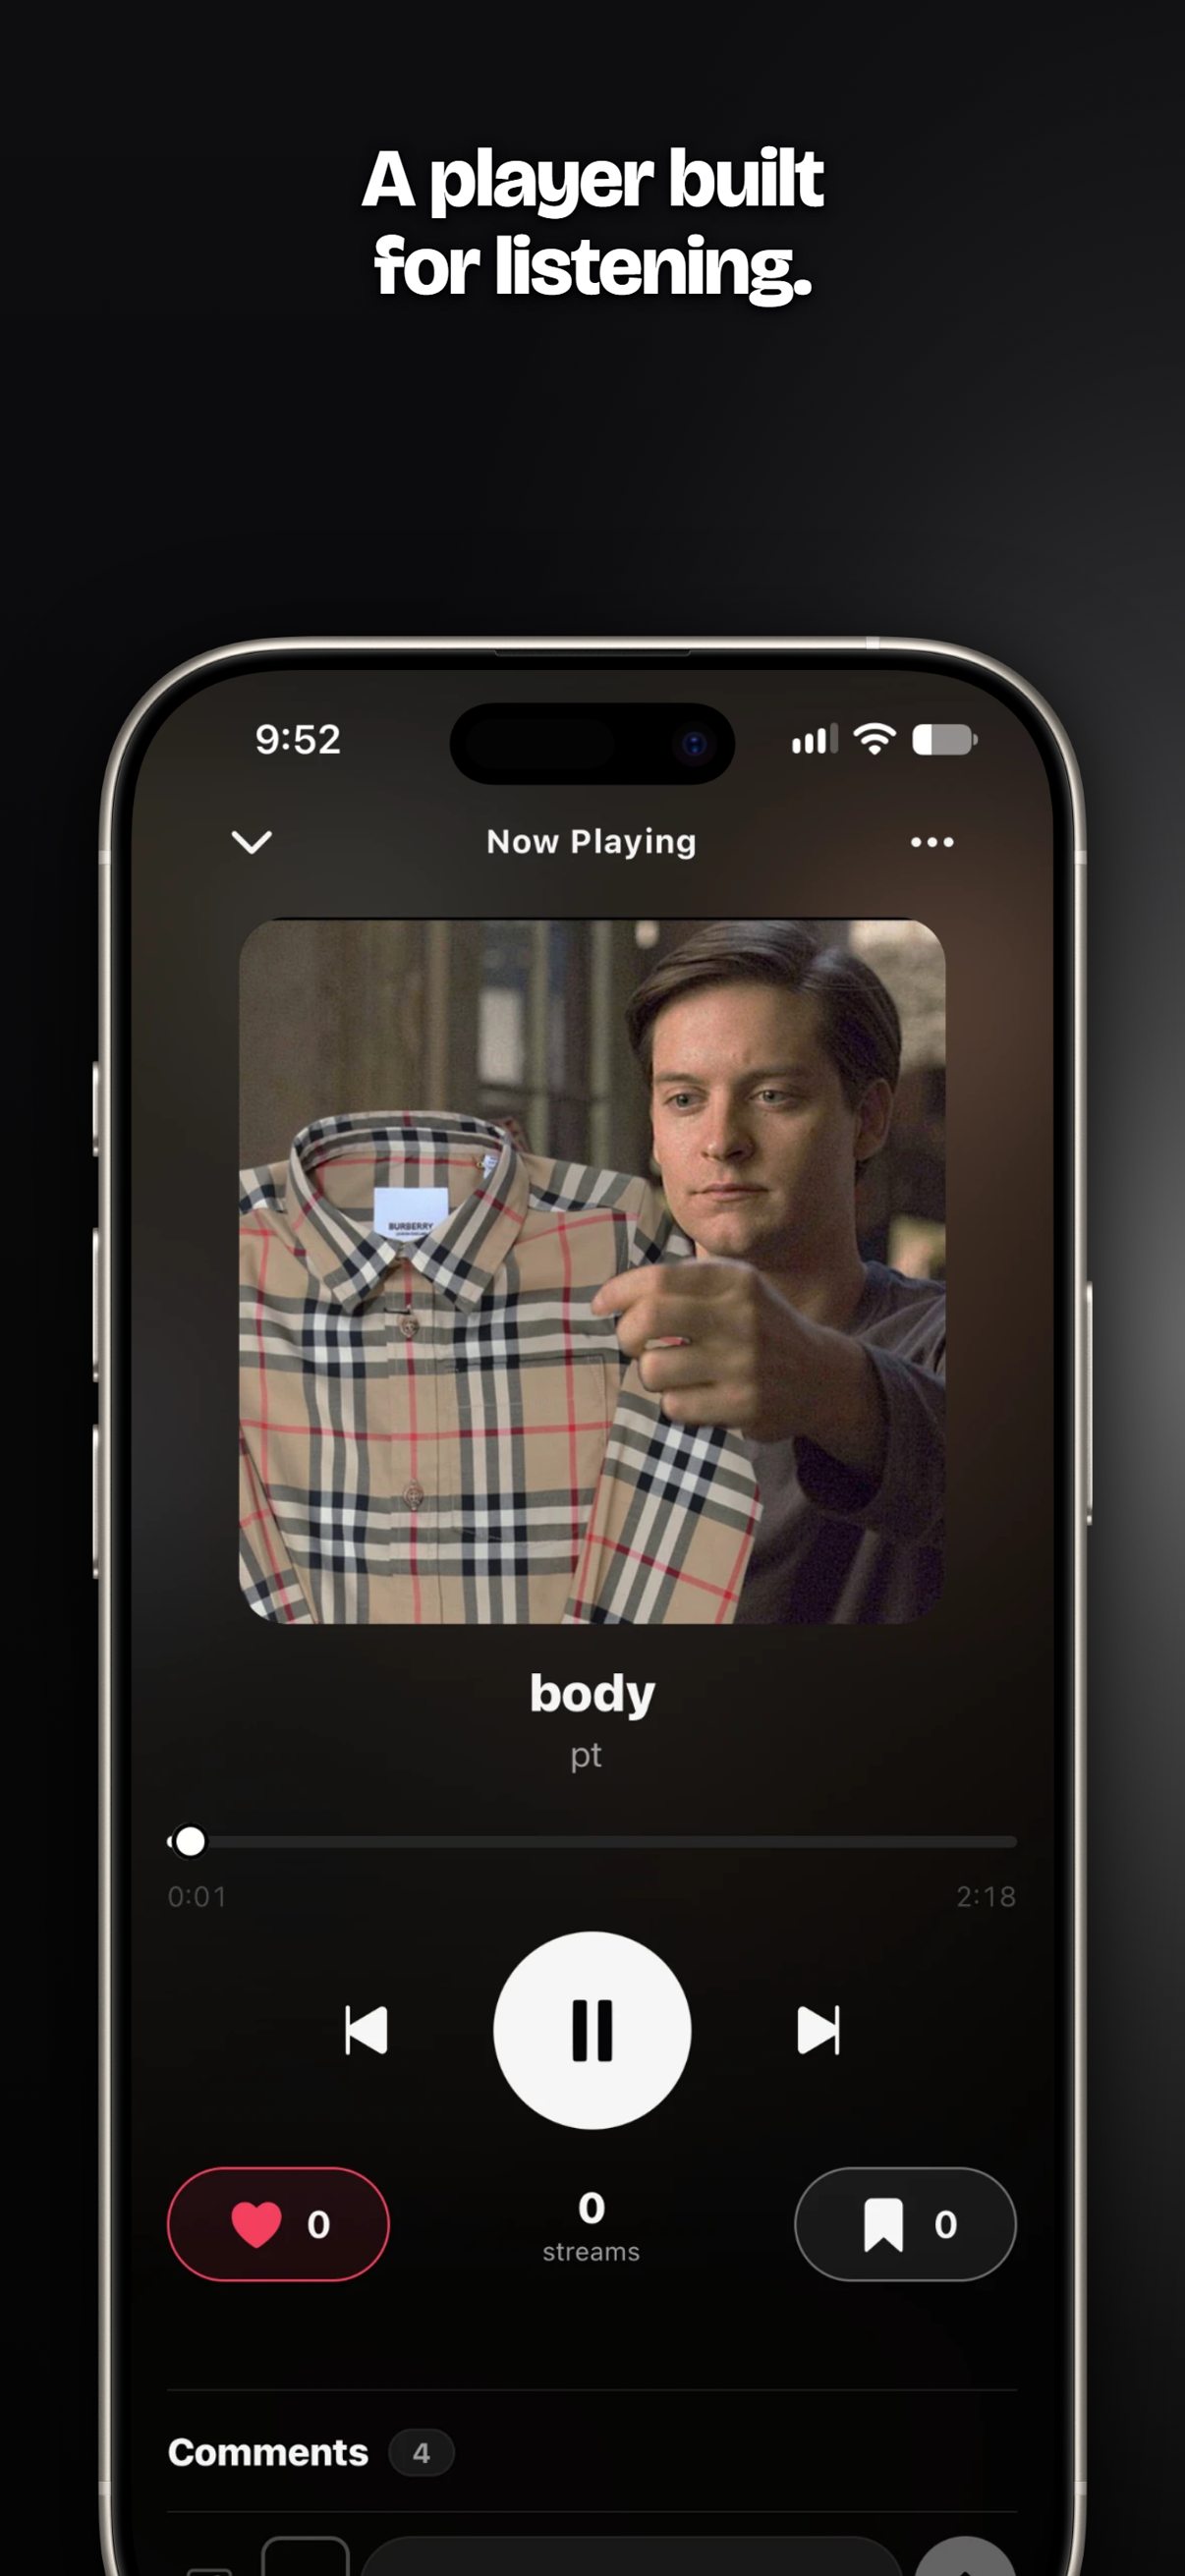 A player built
for listening.
9:52
Now Playing
BURBERRY
body
pt
0:01
2:18
0
0
streams
0
Comments 4